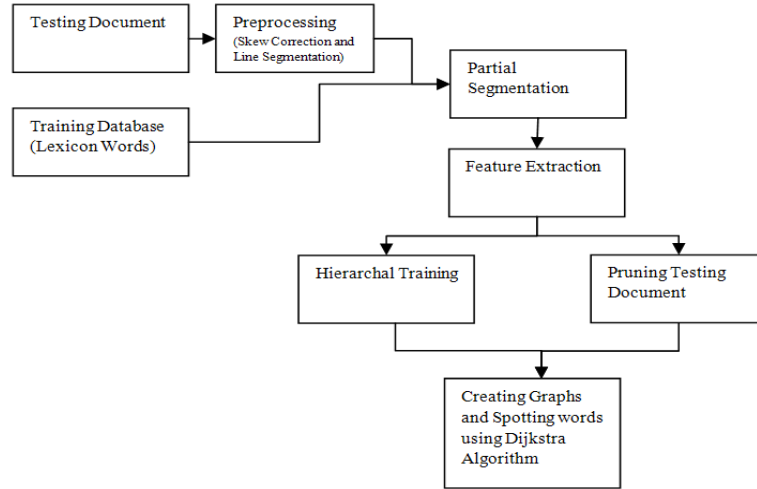 Testing Document
Preprocessing
(Skew Correction and
Line Segmentation)
Partial
Segmentation
Training Database
(Lexicon Words)
Feature Extraction
Hierarchal Training
Pruning Testing
Document
Creating Graphs
and Spotting words
using Dijkstra
Algorithm